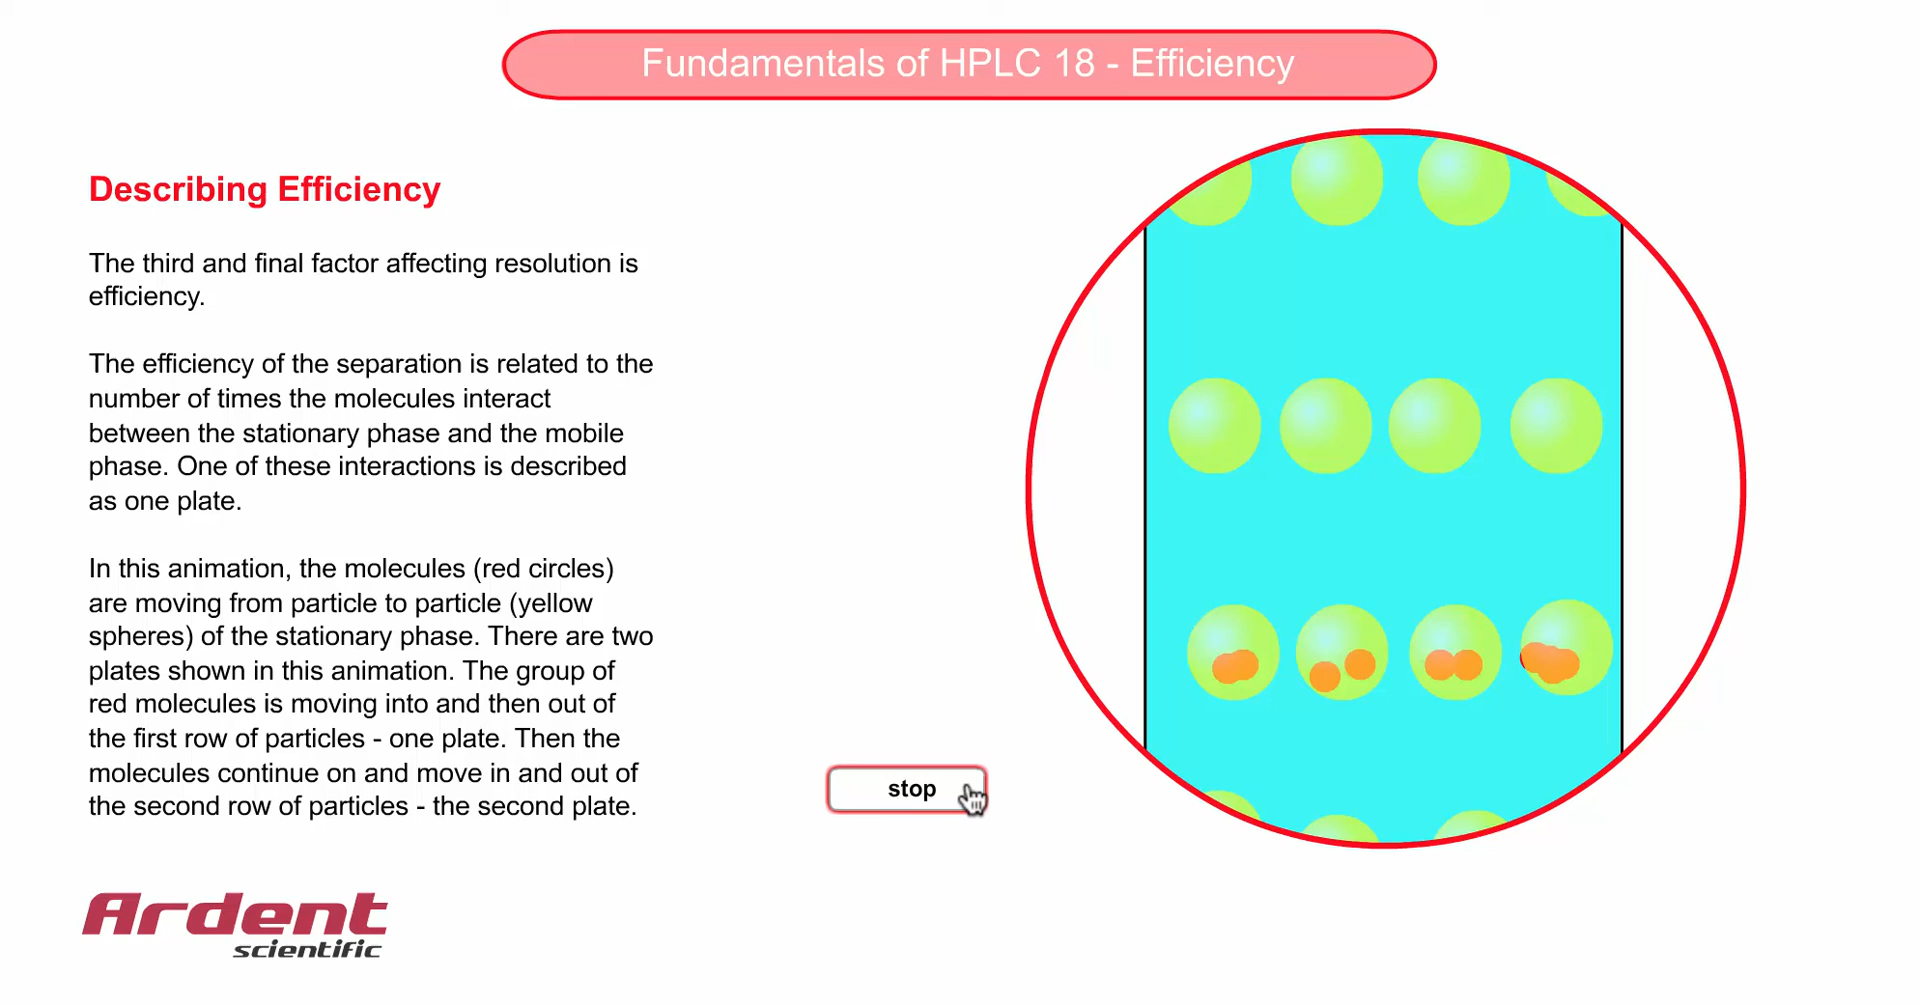 Fundamentals of HPLC 18 - Efficiency
Describing Efficiency
The third and final factor affecting resolution is
efficiency.
The efficiency of the separation is related to the
number of times the molecules interact
between the stationary phase and the mobile
phase. One of these interactions is described
as one plate.
In this animation, the molecules (red circles)
are moving from particle to particle (yellow
spheres) of the stationary phase. There are two
plates shown in this animation. The group of
red molecules is moving into and then out of
the first row of particles - one plate. Then the
molecules continue on and move in and out of
the second row of particles - the second plate.
stop
Ardent
scientific